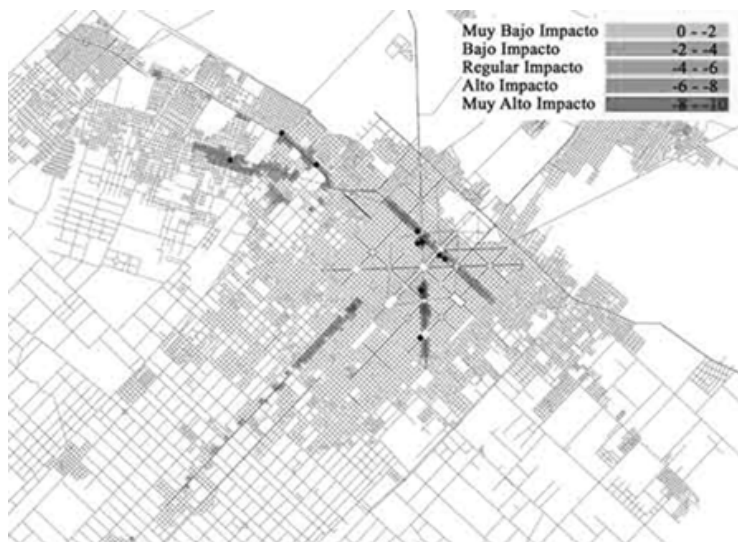 Muy Bajo Impacto 0 - -2
Bajo Impacto -2 - -4
Regular Impacto -4 - -6
Alto Impacto -6 - -8
Muy Alto Impacto -8 - -10